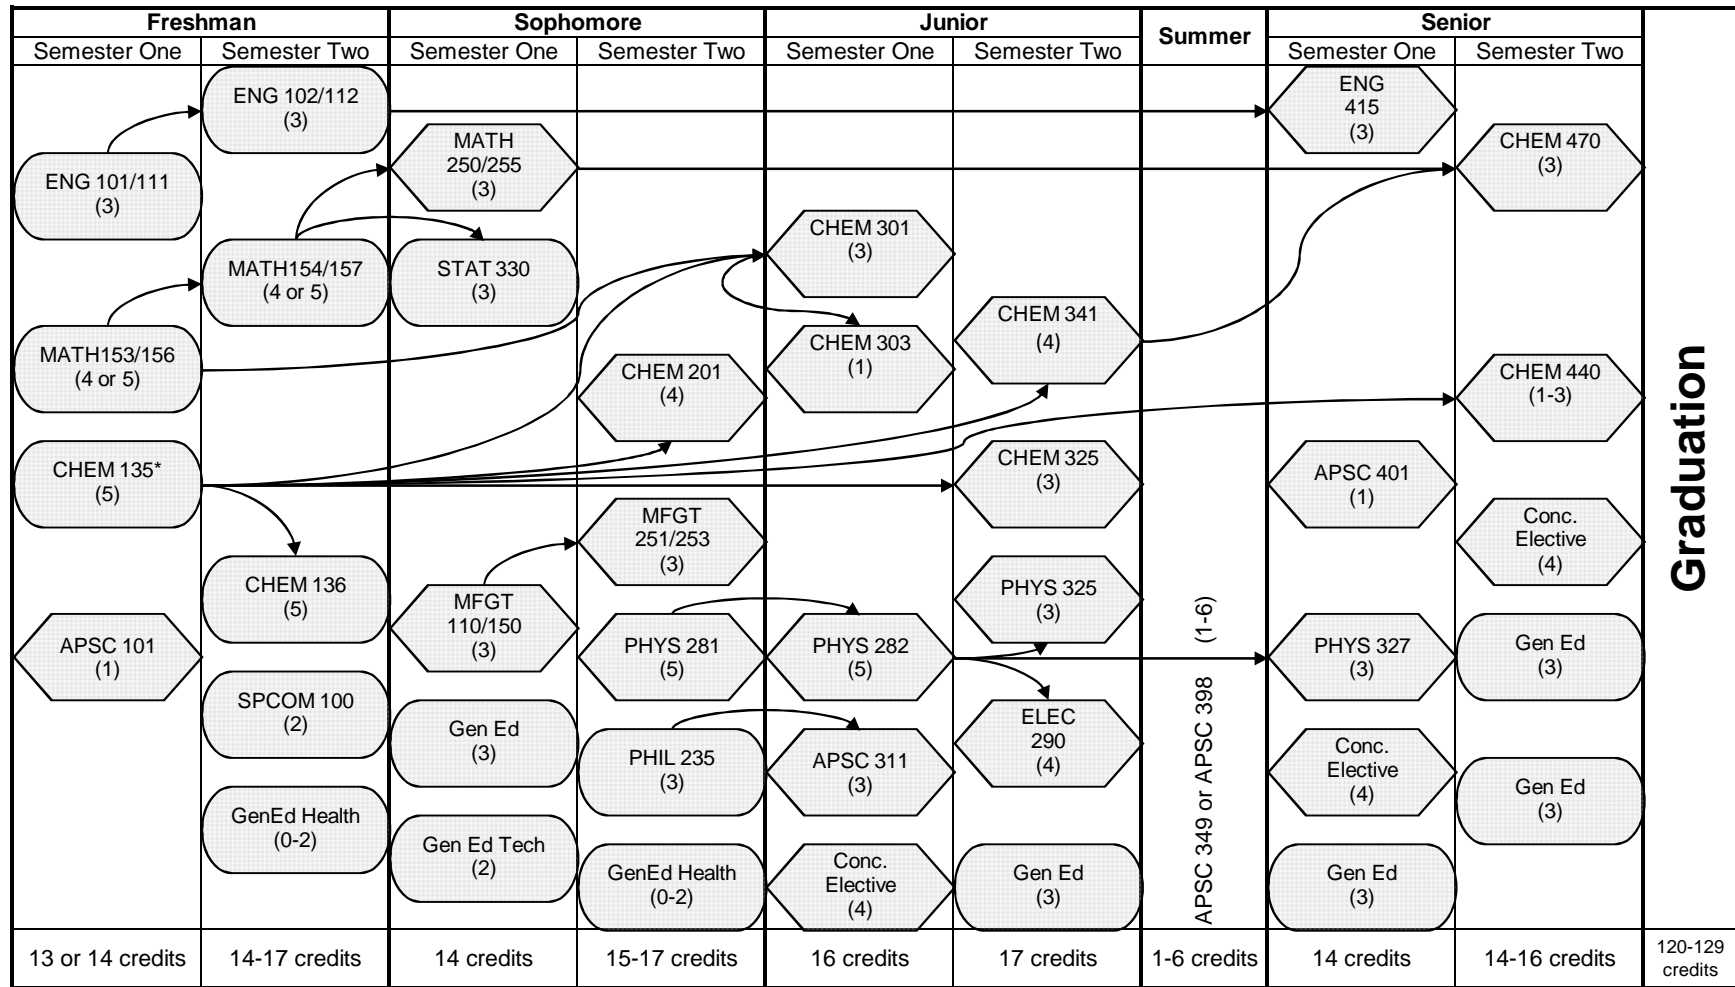 Freshman
Sophomore
Junior
Summer
Senior
Semester One
Semester Two
Semester One
Semester Two
Semester One
Semester Two
Semester One
Semester Two
ENG 101/111
(3)
MATH153/156
(4 or 5)
CHEM 135*
(5)
APSC 101
(1)
13 or 14 credits
ENG 102/112
(3)
MATH154/157
(4 or 5)
CHEM 136
(5)
SPCOM 100
(2)
GenEd Health
(0-2)
14-17 credits
MATH
250/255
(3)
STAT 330
(3)
MFGT
110/150
(3)
Gen Ed
(3)
Gen Ed Tech
(2)
14 credits
CHEM 201
(4)
MFGT
251/253
(3)
PHYS 281
(5)
PHIL 235
(3)
GenEd Health
(0-2)
15-17 credits
CHEM 301
(3)
CHEM 303
(1)
PHYS 282
(5)
APSC 311
(3)
Conc.
Elective
(4)
16 credits
CHEM 341
(4)
CHEM 325
(3)
PHYS 325
(3)
ELEC
290
(4)
Gen Ed
(3)
17 credits
APSC 349 or APSC 398 (1-6)
1-6 credits
ENG
415
(3)
APSC 401
(1)
PHYS 327
(3)
Conc.
Elective
(4)
Gen Ed
(3)
14 credits
CHEM 470
(3)
CHEM 440
(1-3)
Conc.
Elective
(4)
Gen Ed
(3)
Gen Ed
(3)
14-16 credits
Graduation
120-129
credits